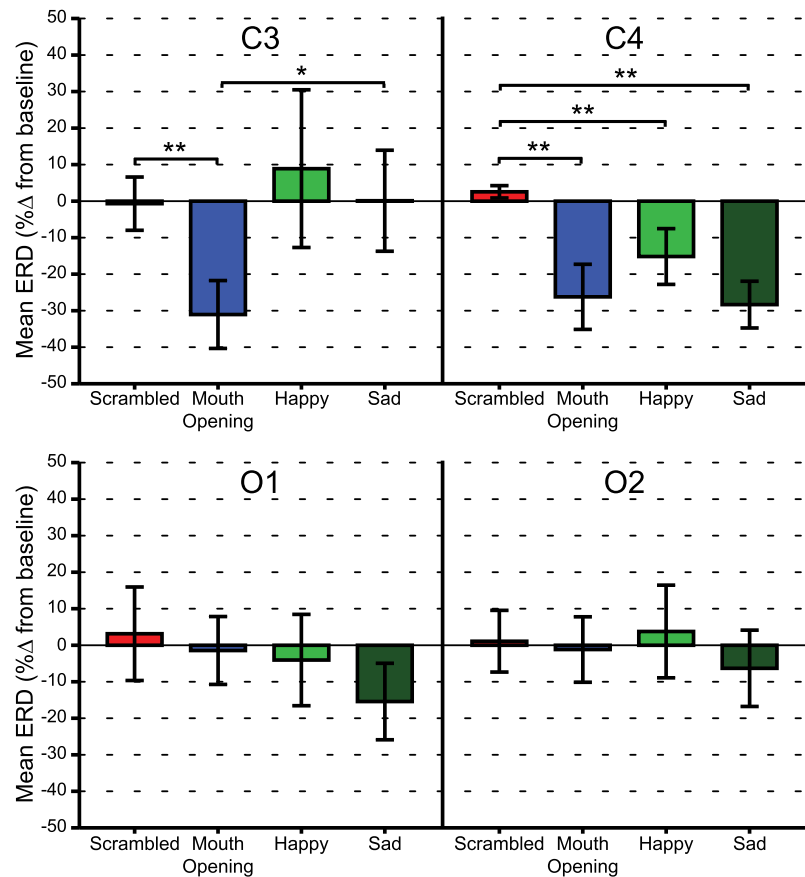 C3
C4
Mean ERD (%Δ from baseline)
50
40
30
20
10
0
-10
-20
-30
-40
-50
*
**
**
**
**
Scrambled Mouth Opening Happy Sad
Scrambled Mouth Opening Happy Sad
O1
O2
Mean ERD (%Δ from baseline)
50
40
30
20
10
0
-10
-20
-30
-40
-50
Scrambled Mouth Opening Happy Sad
Scrambled Mouth Opening Happy Sad